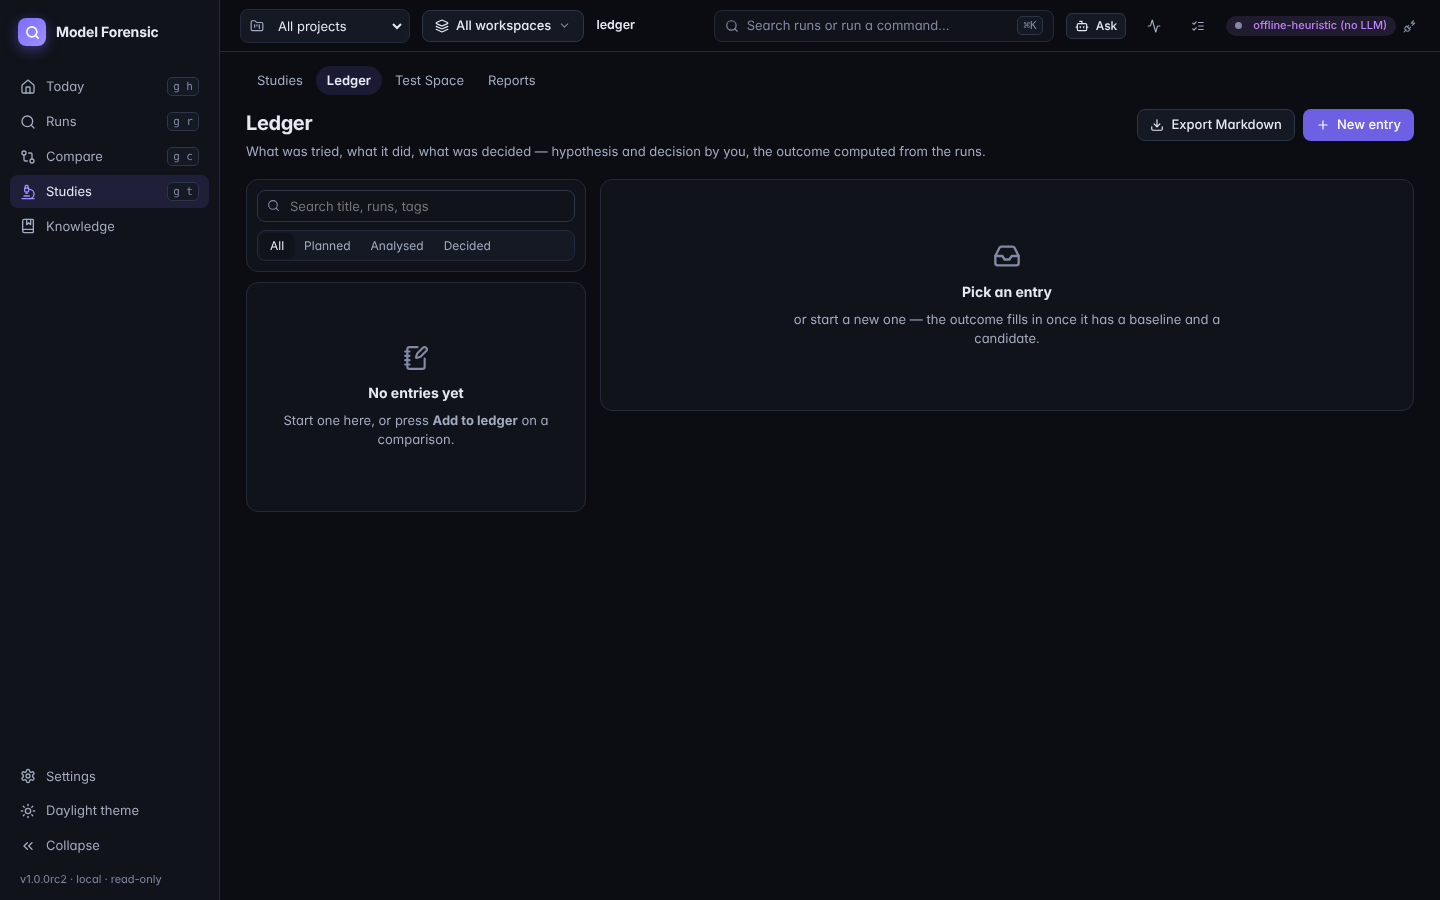 Model Forensic
Today
g h
Runs
g r
Compare
g c
Studies
g t
Knowledge
Settings
Daylight theme
Collapse
v1.0.0rc2 · local · read-only
All projects
All workspaces
ledger
Search runs or run a command...
⌘K
Ask
offline-heuristic (no LLM)
Studies
Ledger
Test Space
Reports
Ledger
What was tried, what it did, what was decided — hypothesis and decision by you, the outcome computed from the runs.
Export Markdown
New entry
Search title, runs, tags
All
Planned
Analysed
Decided
No entries yet
Start one here, or press Add to ledger on a
comparison.
Pick an entry
or start a new one — the outcome fills in once it has a baseline and a
candidate.